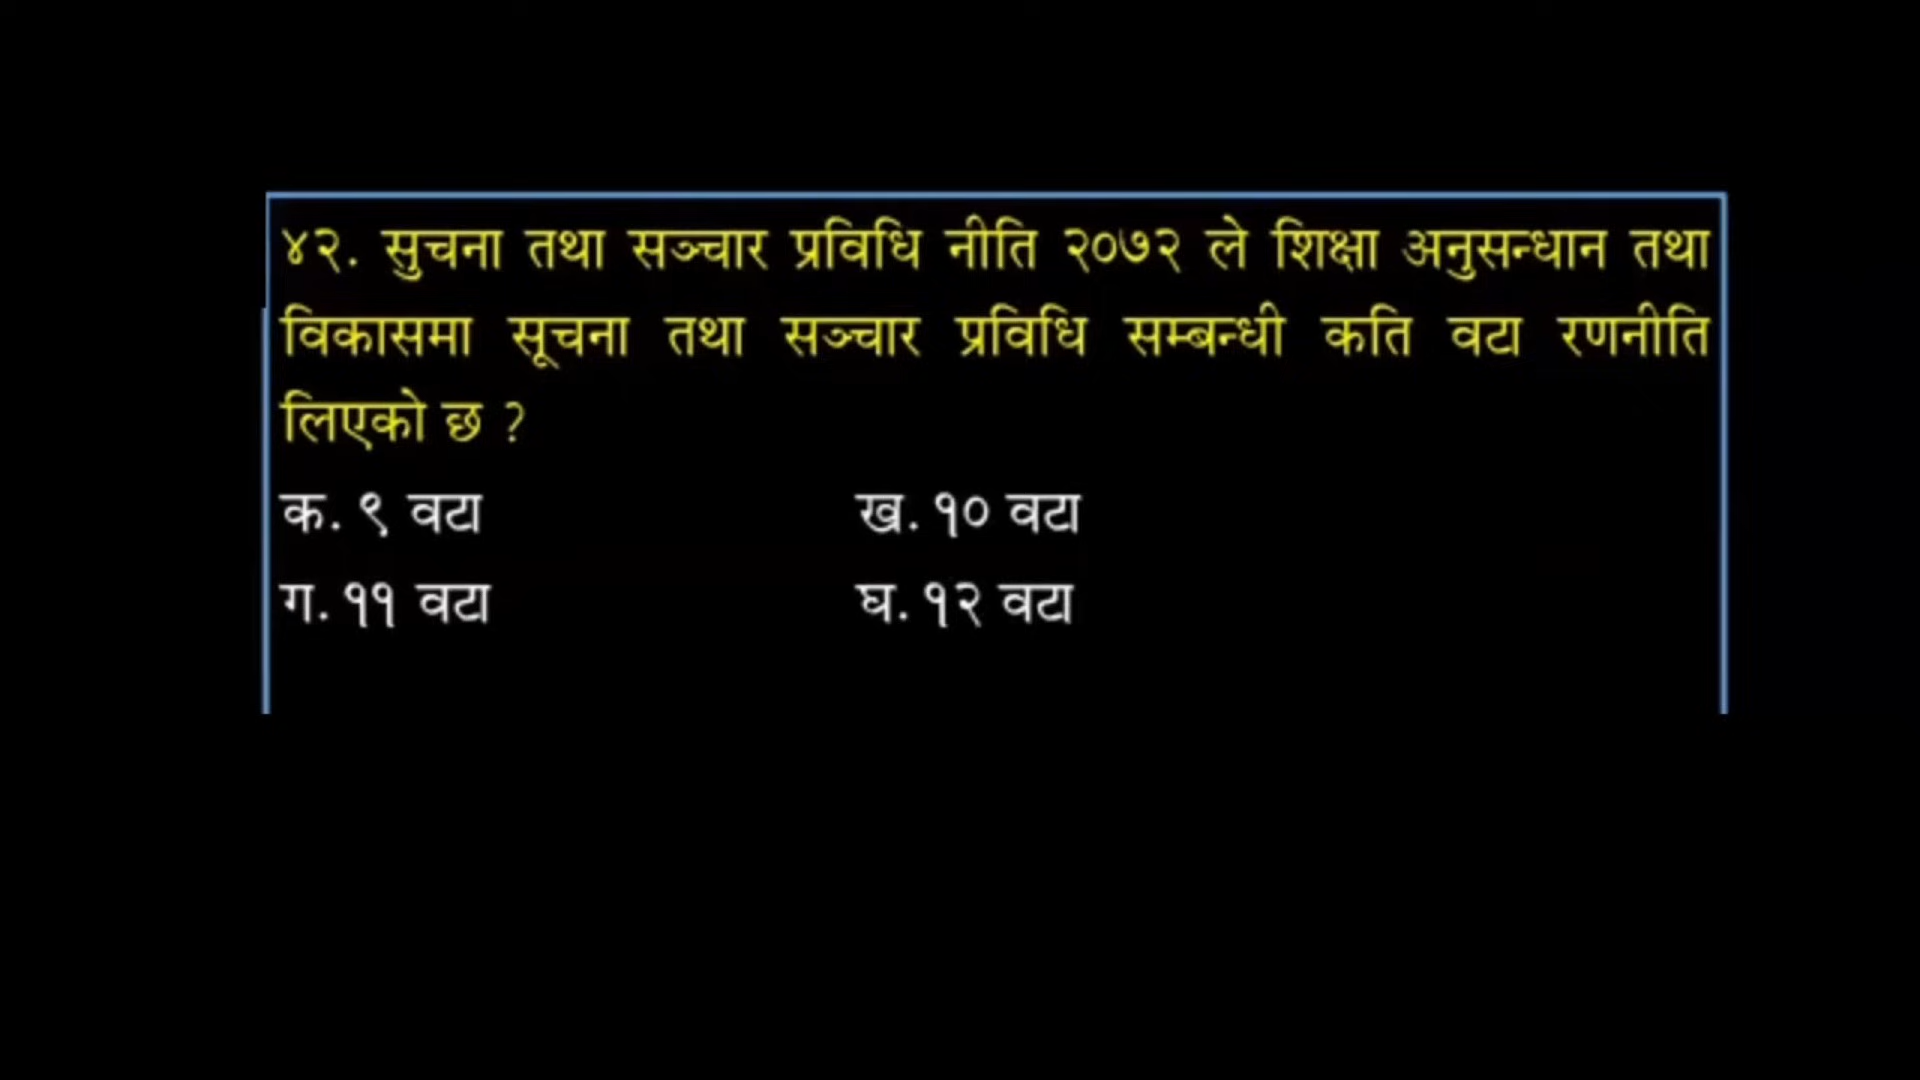 ४२. सुचना तथा सञ्चार प्रविधि नीति २०७२ ले शिक्षा अनुसन्धान तथा
विकासमा सूचना तथा सञ्चार प्रविधि सम्बन्धी कति वटा रणनीति
लिएको छ ?
क. ९ वटा ख. १० वटा
ग. ११ वटा घ. १२ वटा